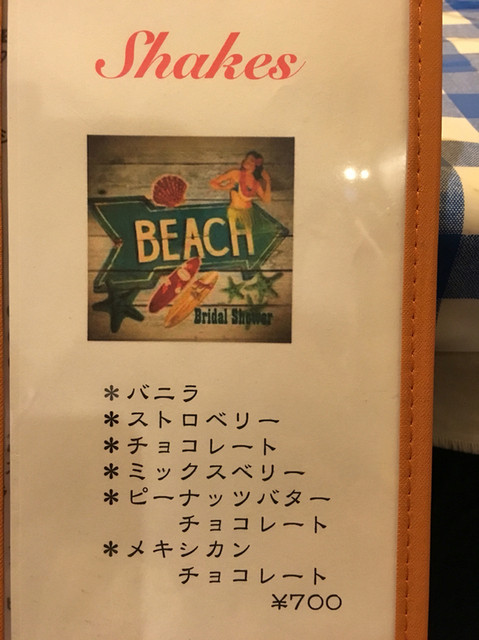 Shakes
BEACH
Bridal Shower
＊バニラ
＊ストロベリー
＊チョコレート
＊ミックスベリー
＊ピーナッツバター
チョコレート
＊メキシカン
チョコレート
¥700